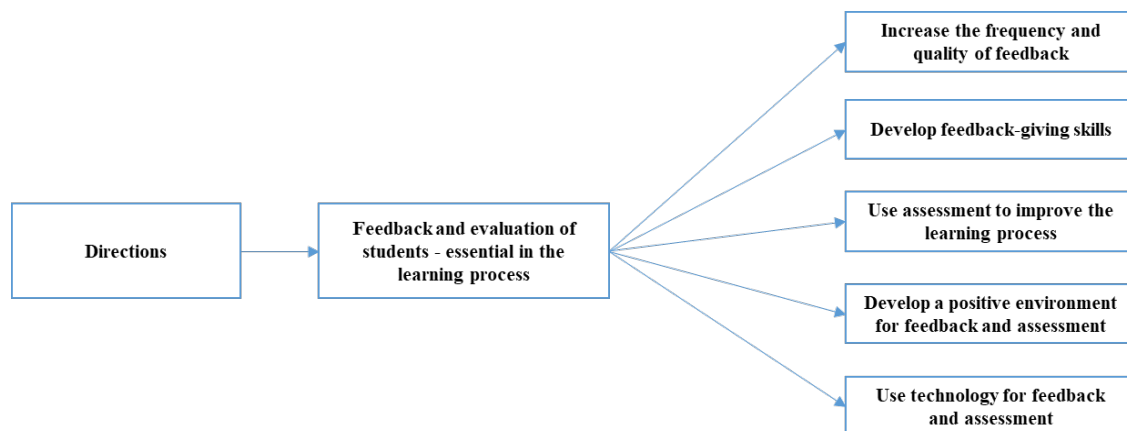 Directions
Feedback and evaluation of
students - essential in the
learning process
Increase the frequency and
quality of feedback
Develop feedback-giving skills
Use assessment to improve the
learning process
Develop a positive environment
for feedback and assessment
Use technology for feedback
and assessment